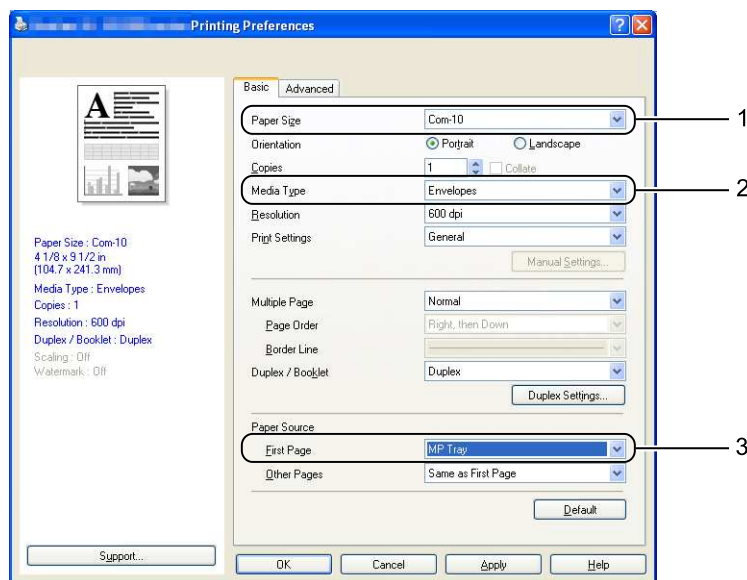 Printing Preferences
Basic Advanced
A
Paper Size Com-10 1
Orientation Portrait Landscape
Copies 1 Collate
Media Type Envelopes 2
Resolution 600 dpi
Print Settings General
Manual Settings...
Paper Size : Com-10
4 1/8 x 9 1/2 in
(104.7 x 241.3 mm)
Media Type : Envelopes
Copies : 1
Resolution : 600 dpi
Duplex / Booklet : Duplex
Scaling : Off
Watermark : Off
Multiple Page Normal
Page Order Right, then Down
Border Line
Duplex / Booklet Duplex
Duplex Settings...
Paper Source
First Page MP Tray 3
Other Pages Same as First Page
Default
Support...
OK Cancel Apply Help